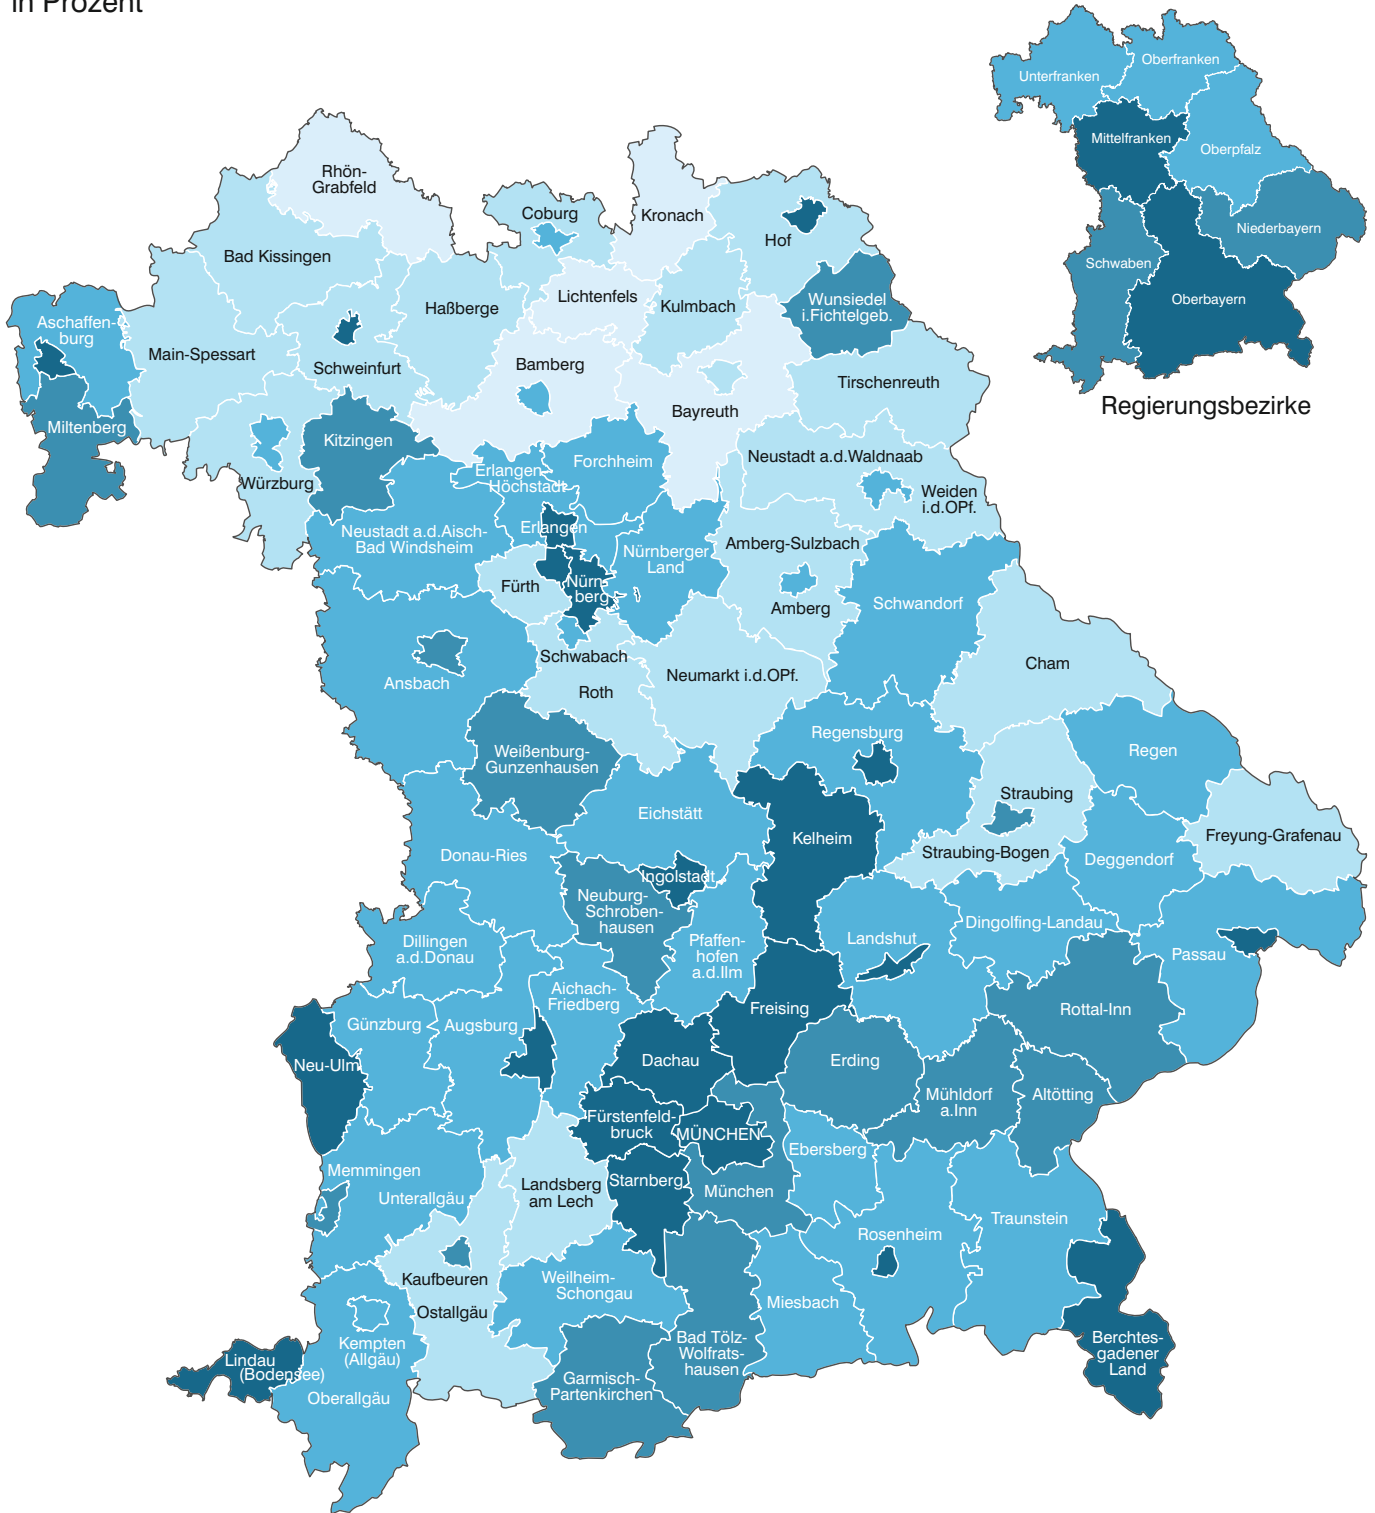 in Prozent
Unterfranken
Oberfranken
Mittelfranken
Oberpfalz
Niederbayern
Schwaben
Oberbayern
Regierungsbezirke
Rhön-
Grabfeld
Coburg
Kronach
Hof
Bad Kissingen
Lichtenfels
Haßberge
Kulmbach
Wunsiedel
i.Fichtelgeb.
Aschaffen-
burg
Main-Spessart
Schweinfurt
Bamberg
Tirschenreuth
Bayreuth
Miltenberg
Kitzingen
Würzburg
Erlangen-
Höchstadt
Forchheim
Neustadt a.d.Waldnaab
Weiden
i.d.OPf.
Neustadt a.d.Aisch-
Bad Windsheim
Erlangen
Nürnberger
Land
Amberg-Sulzbach
Fürth
Nürn-
berg
Amberg
Schwandorf
Schwabach
Ansbach
Roth
Neumarkt i.d.OPf.
Cham
Weißenburg-
Gunzenhausen
Regensburg
Regen
Eichstätt
Straubing
Kelheim
Freyung-Grafenau
Donau-Ries
Straubing-Bogen
Deggendorf
Ingolstadt
Neuburg-
Schroben-
hausen
Dillingen
a.d.Donau
Pfaffen-
hofen
a.d.Ilm
Landshut
Dingolfing-Landau
Passau
Aichach-
Friedberg
Freising
Rottal-Inn
Günzburg
Augsburg
Neu-Ulm
Dachau
Erding
Mühldorf
a.Inn
Altötting
Fürstenfeld-
bruck
MÜNCHEN
Ebersberg
Memmingen
Unterallgäu
Landsberg
am Lech
Starnberg
München
Traunstein
Rosenheim
Kaufbeuren
Ostallgäu
Weilheim-
Schongau
Miesbach
Kempten
(Allgäu)
Bad Tölz-
Wolfrats-
hausen
Berchtes-
gadener
Land
Lindau
(Bodensee)
Oberallgäu
Garmisch-
Partenkirchen